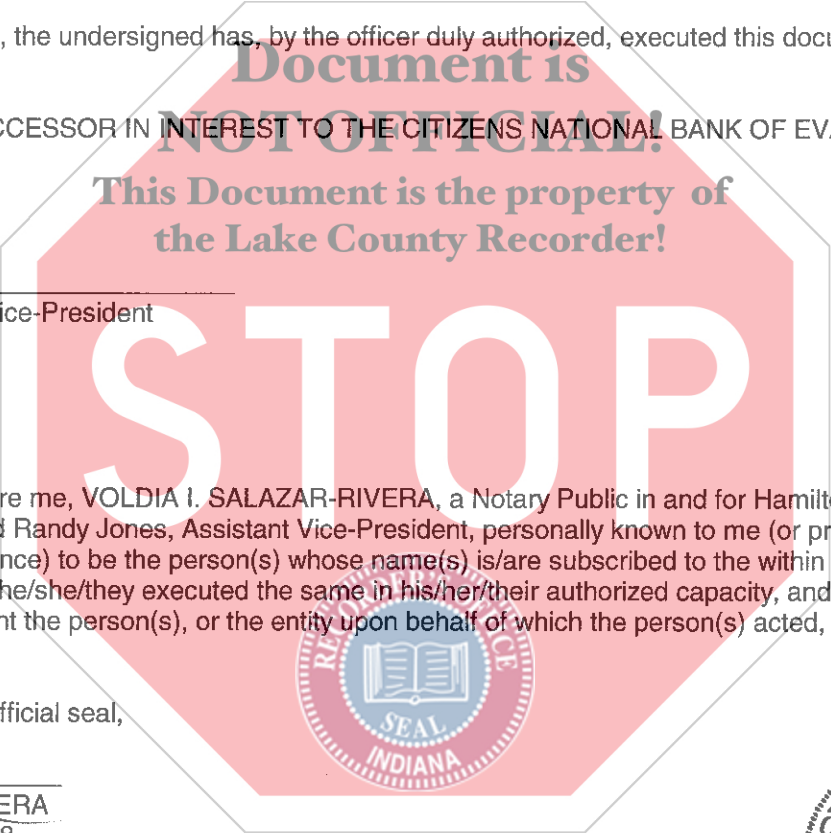 , the undersigned has, by the officer duly authorized, executed this docu
Document is
CCESSOR IN INTEREST TO THE CITIZENS NATIONAL BANK OF EVA
NOT OFFICIAL!
This Document is the property of
the Lake County Recorder!
ice-President
STOP
re me, VOLDIA I. SALAZAR-RIVERA, a Notary Public in and for Hamilto
d Randy Jones, Assistant Vice-President, personally known to me (or pr
nce) to be the person(s) whose name(s) is/are subscribed to the within
he/she/they executed the same in his/her/their authorized capacity, and
nt the person(s), or the entity upon behalf of which the person(s) acted,
RECORDER'S OFFICE
SEAL
INDIANA
fficial seal,
ERA